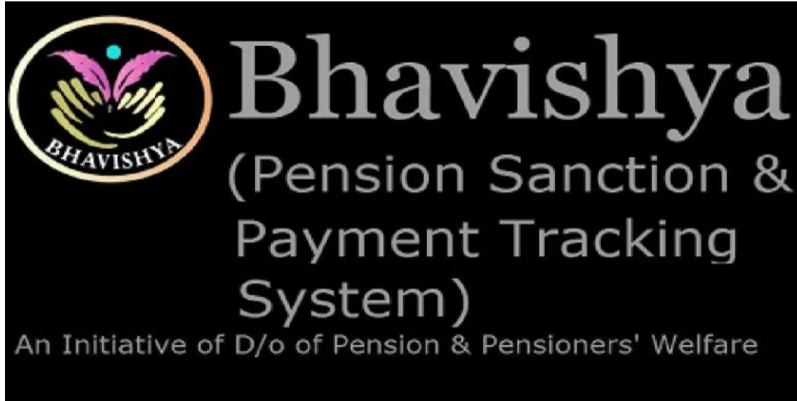 BHAVISHYA
Bhavishya
(Pension Sanction &
Payment Tracking
System)
An Initiative of D/o of Pension & Pensioners' Welfare